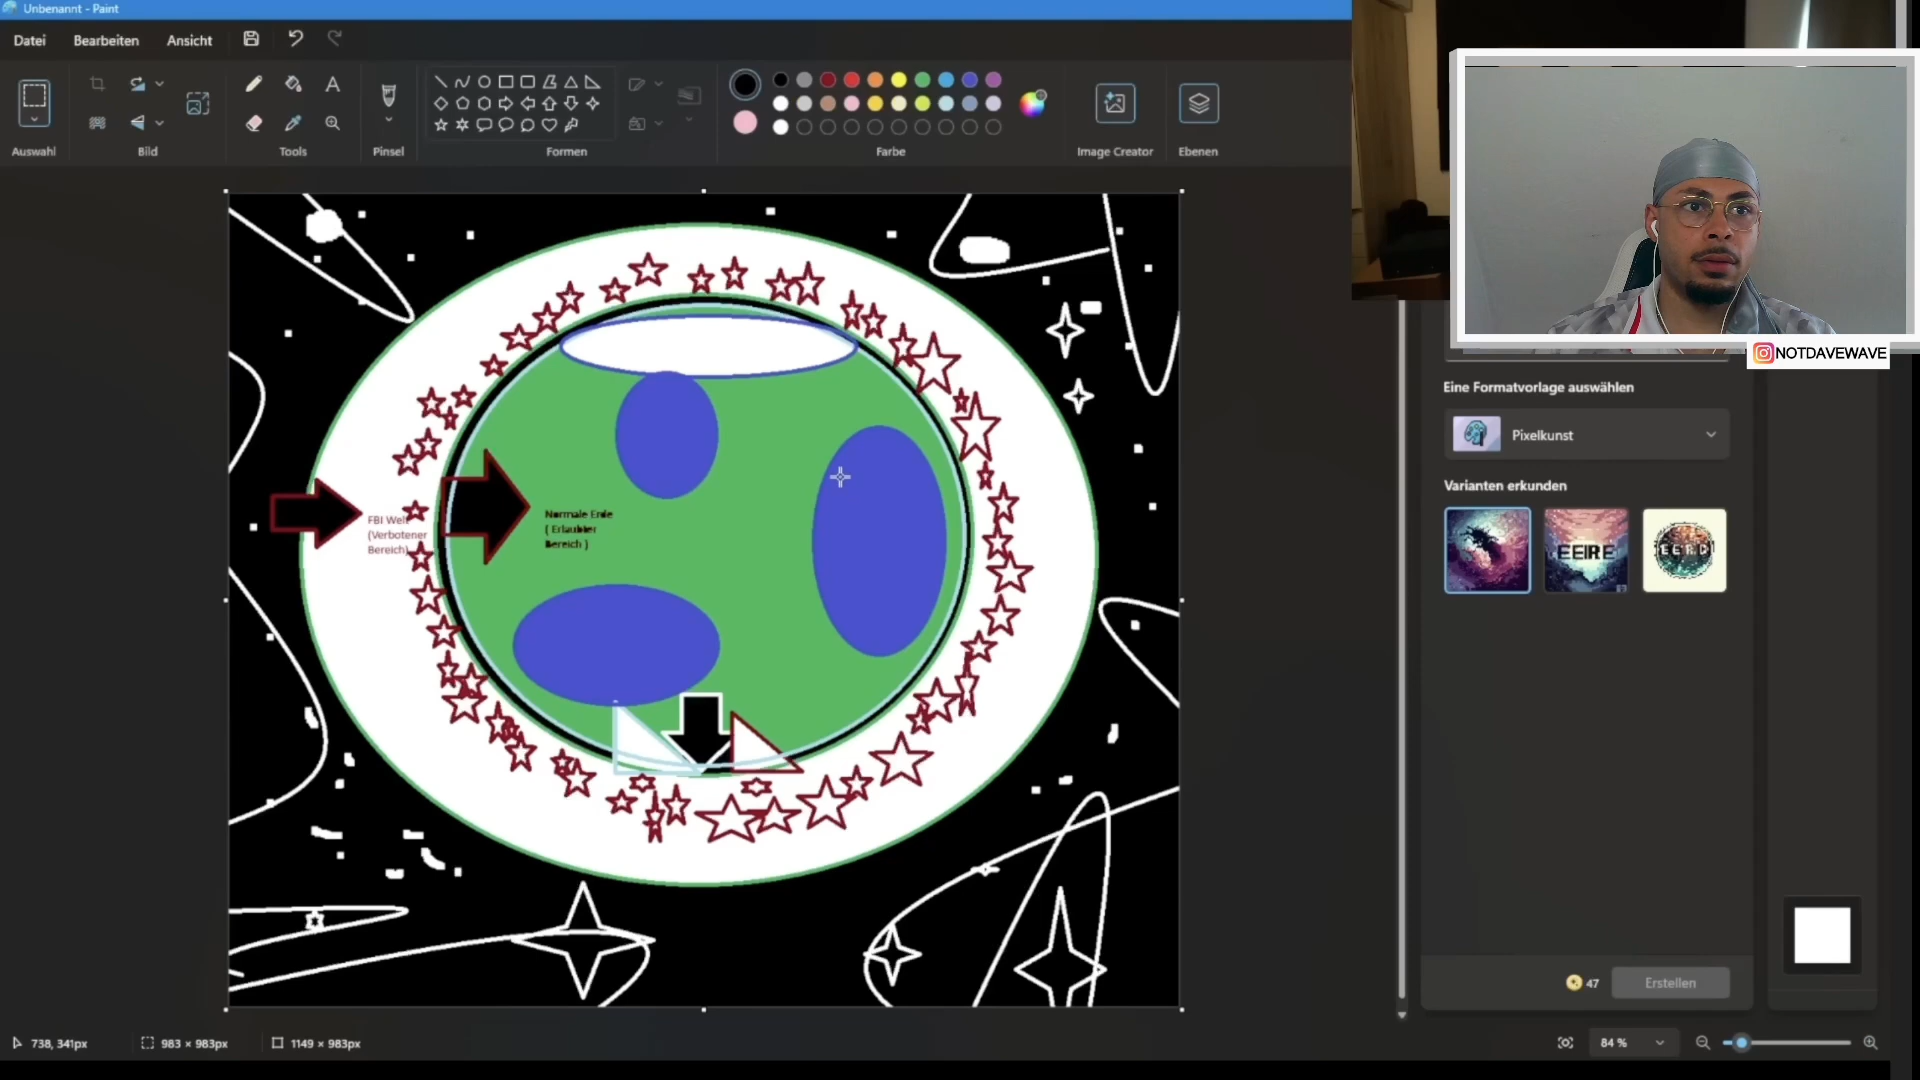 Unbenannt - Paint
Datei Bearbeiten Ansicht
Auswahl Bild Tools Pinsel Formen Farbe Image Creator Ebenen
NOTDAVEWAVE
Eine Formatvorlage auswählen
Pixelkunst
Varianten erkunden
EEIRE
FBI Welt
(Verbotener
Bereich)
Normale Erde
( Erlaubter
Bereich )
47 Erstellen
738, 341px 983 × 983px 1149 × 983px 84 %